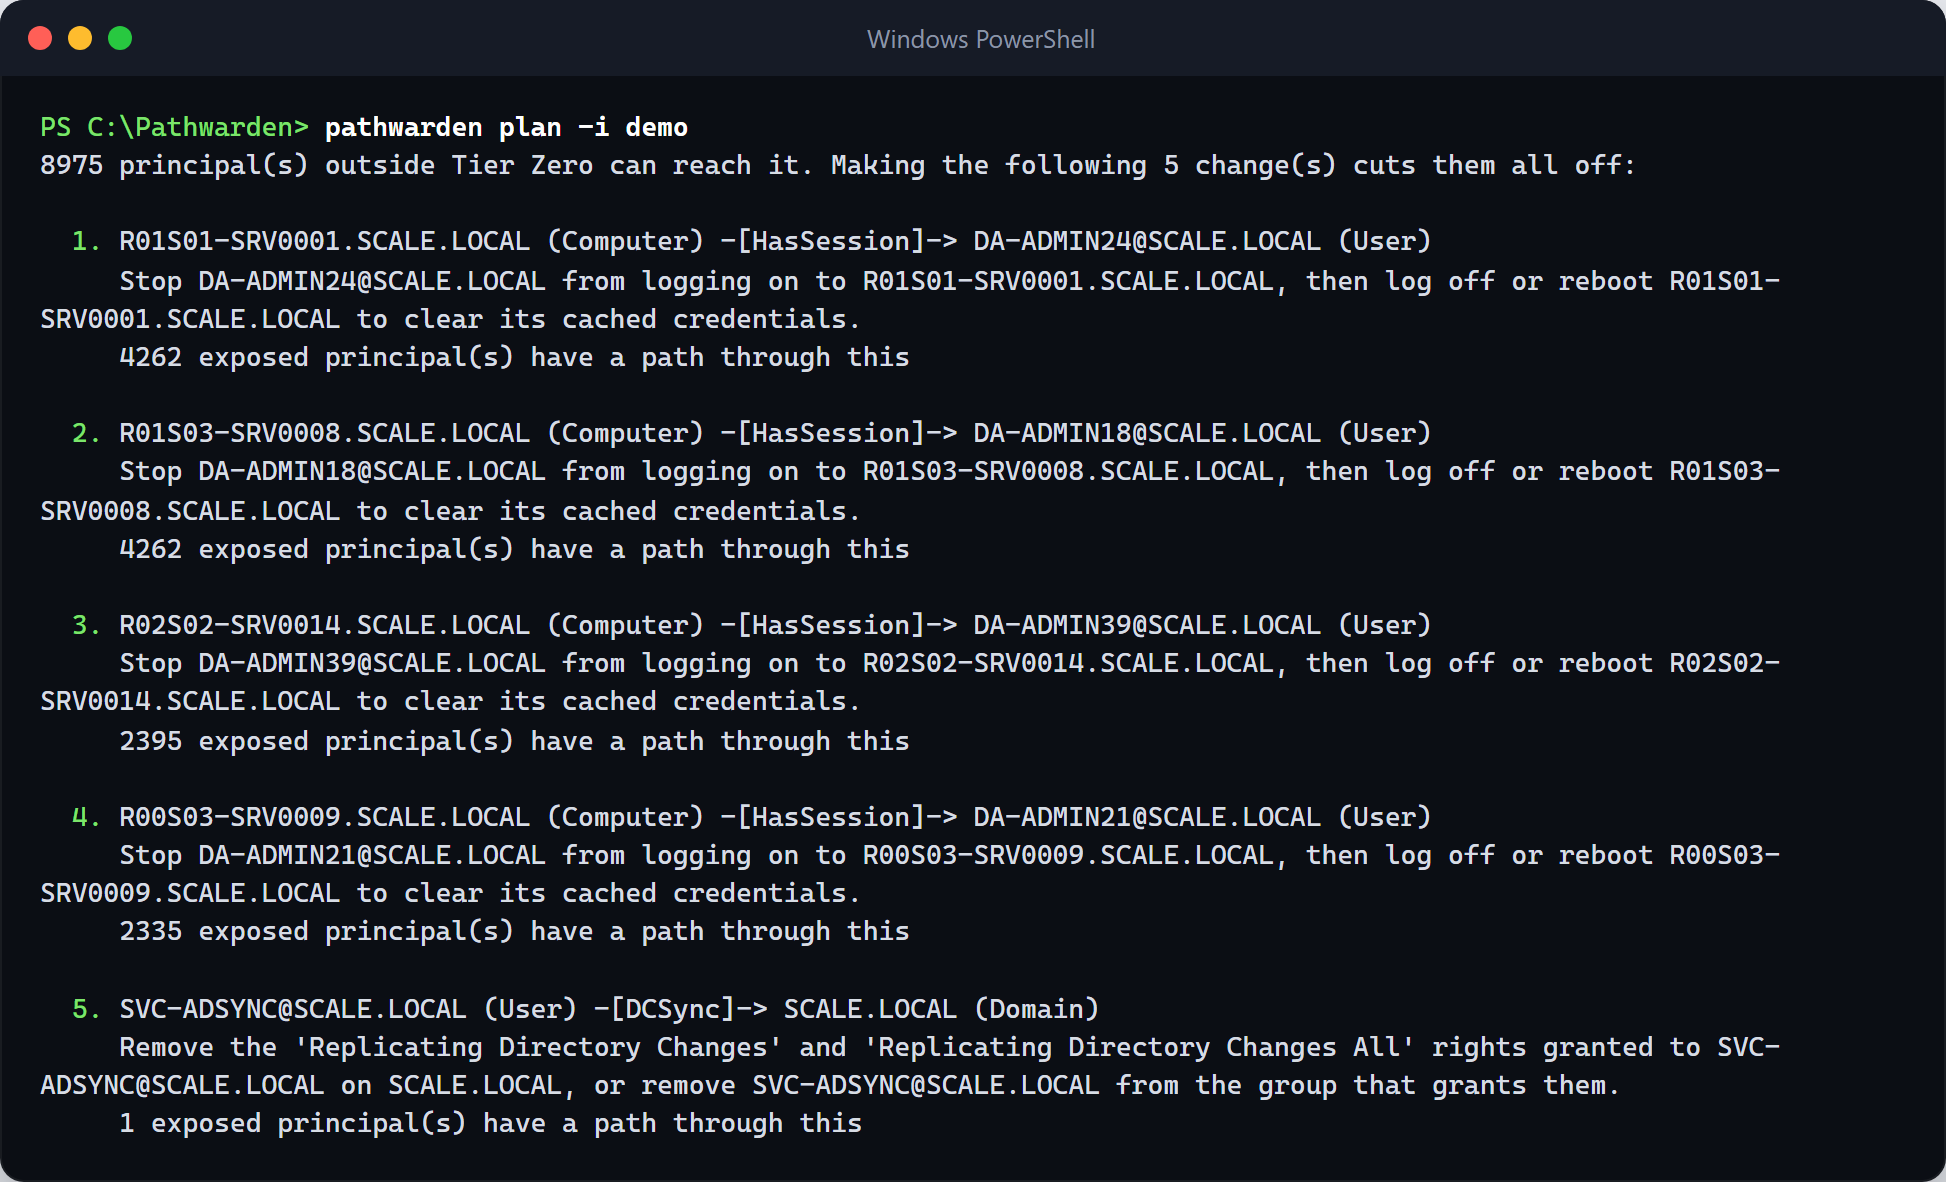 Windows PowerShell
PS C:\Pathwarden> pathwarden plan -i demo
8975 principal(s) outside Tier Zero can reach it. Making the following 5 change(s) cuts them all off:
1. R01S01-SRV0001.SCALE.LOCAL (Computer) -[HasSession]-> DA-ADMIN24@SCALE.LOCAL (User)
Stop DA-ADMIN24@SCALE.LOCAL from logging on to R01S01-SRV0001.SCALE.LOCAL, then log off or reboot R01S01-
SRV0001.SCALE.LOCAL to clear its cached credentials.
4262 exposed principal(s) have a path through this
2. R01S03-SRV0008.SCALE.LOCAL (Computer) -[HasSession]-> DA-ADMIN18@SCALE.LOCAL (User)
Stop DA-ADMIN18@SCALE.LOCAL from logging on to R01S03-SRV0008.SCALE.LOCAL, then log off or reboot R01S03-
SRV0008.SCALE.LOCAL to clear its cached credentials.
4262 exposed principal(s) have a path through this
3. R02S02-SRV0014.SCALE.LOCAL (Computer) -[HasSession]-> DA-ADMIN39@SCALE.LOCAL (User)
Stop DA-ADMIN39@SCALE.LOCAL from logging on to R02S02-SRV0014.SCALE.LOCAL, then log off or reboot R02S02-
SRV0014.SCALE.LOCAL to clear its cached credentials.
2395 exposed principal(s) have a path through this
4. R00S03-SRV0009.SCALE.LOCAL (Computer) -[HasSession]-> DA-ADMIN21@SCALE.LOCAL (User)
Stop DA-ADMIN21@SCALE.LOCAL from logging on to R00S03-SRV0009.SCALE.LOCAL, then log off or reboot R00S03-
SRV0009.SCALE.LOCAL to clear its cached credentials.
2335 exposed principal(s) have a path through this
5. SVC-ADSYNC@SCALE.LOCAL (User) -[DCSync]-> SCALE.LOCAL (Domain)
Remove the 'Replicating Directory Changes' and 'Replicating Directory Changes All' rights granted to SVC-
ADSYNC@SCALE.LOCAL on SCALE.LOCAL, or remove SVC-ADSYNC@SCALE.LOCAL from the group that grants them.
1 exposed principal(s) have a path through this